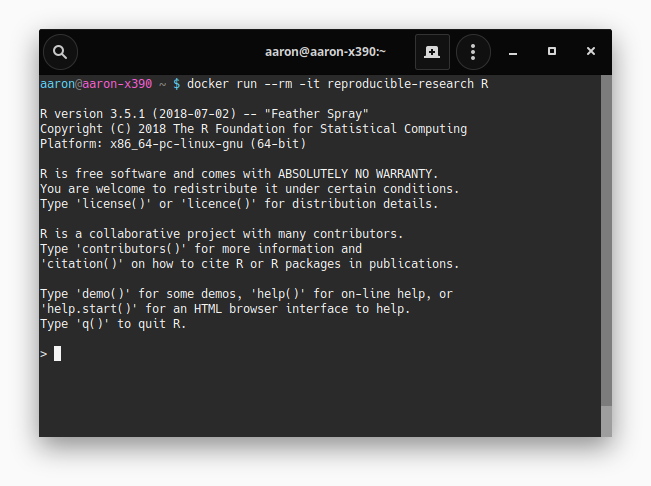 aaron@aaron-x390:~
aaron@aaron-x390 ~ $ docker run --rm -it reproducible-research R
R version 3.5.1 (2018-07-02) -- "Feather Spray"
Copyright (C) 2018 The R Foundation for Statistical Computing
Platform: x86_64-pc-linux-gnu (64-bit)
R is free software and comes with ABSOLUTELY NO WARRANTY.
You are welcome to redistribute it under certain conditions.
Type 'license()' or 'licence()' for distribution details.
R is a collaborative project with many contributors.
Type 'contributors()' for more information and
'citation()' on how to cite R or R packages in publications.
Type 'demo()' for some demos, 'help()' for on-line help, or
'help.start()' for an HTML browser interface to help.
Type 'q()' to quit R.
>